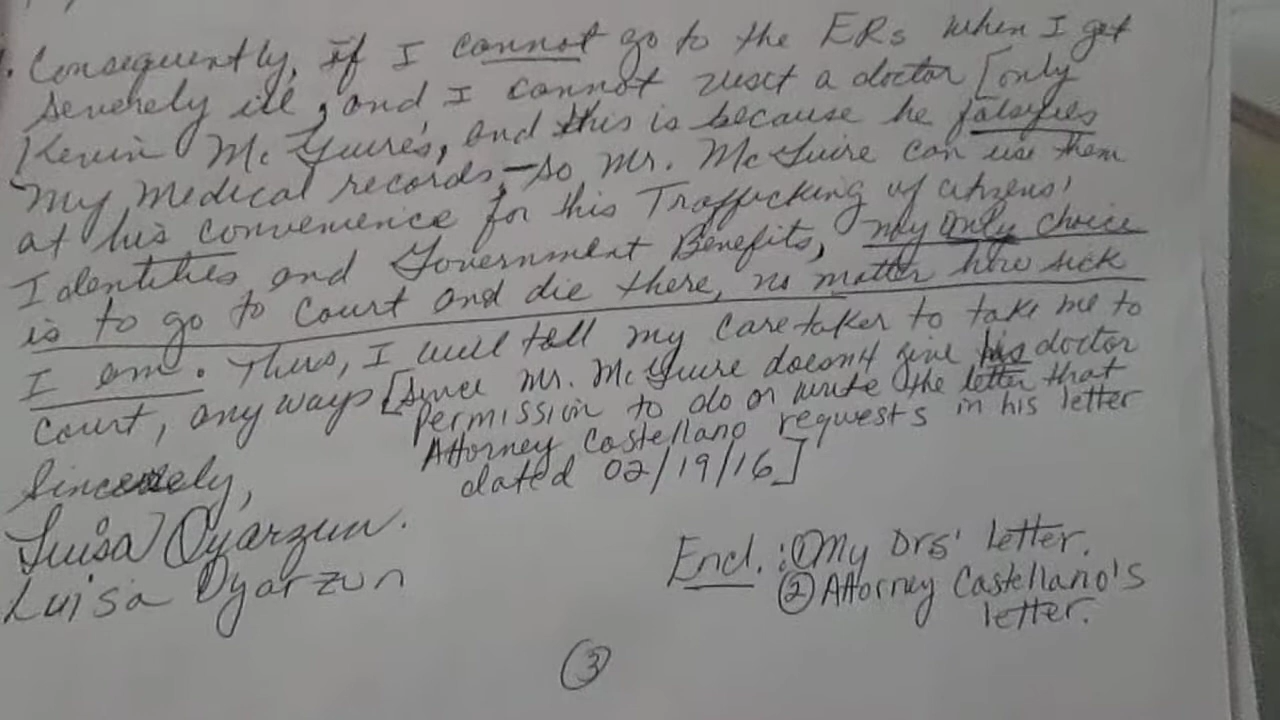 . Consequently, if I cannot go to the ERs when I get
severely ill, and I cannot visit a doctor [only
Kevin McGuire's, and this is because he falsifies
my medical records, – so Mr. McGuire can use them
at his convenience for this Traffucking of citizens'
Identities and Government Benefits, my only choice
is to go to court and die there, no matter how sick
I am. Thus, I will tell my caretaker to take me to
court, any ways [since Mr. McGuire doesn4 give his doctor
permission to do or write the letter that
Attorney Castellano requests in his letter
dated 02/19/16]
Sincerely,
Luisa Oyarzun.
Luisa Oyarzun
Encl. : ① My Drs' letter.
② Attorney Castellano's
letter.
③